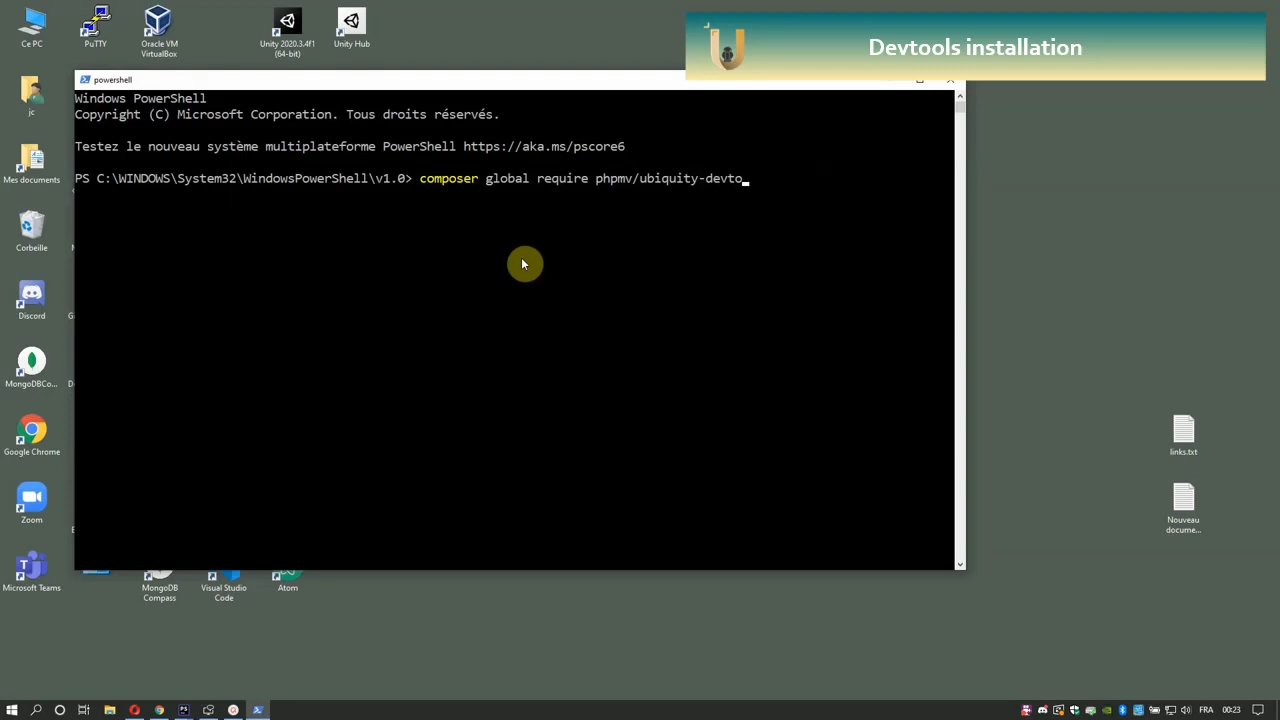 Ce PC
PuTTY
Oracle VM
VirtualBox
Unity 2020.3.4f1
(64-bit)
Unity Hub
Devtools installation
powershell
Windows PowerShell
Copyright (C) Microsoft Corporation. Tous droits réservés.
Testez le nouveau système multiplateforme PowerShell https://aka.ms/pscore6
PS C:\WINDOWS\System32\WindowsPowerShell\v1.0> composer global require phpmv/ubiquity-devto
jc
Mes documents
Corbeille
Discord
MongoDBCo...
Google Chrome
Zoom
Microsoft Teams
MongoDB
Compass
Visual Studio
Code
Atom
links.txt
Nouveau
docume...
FRA
00:23